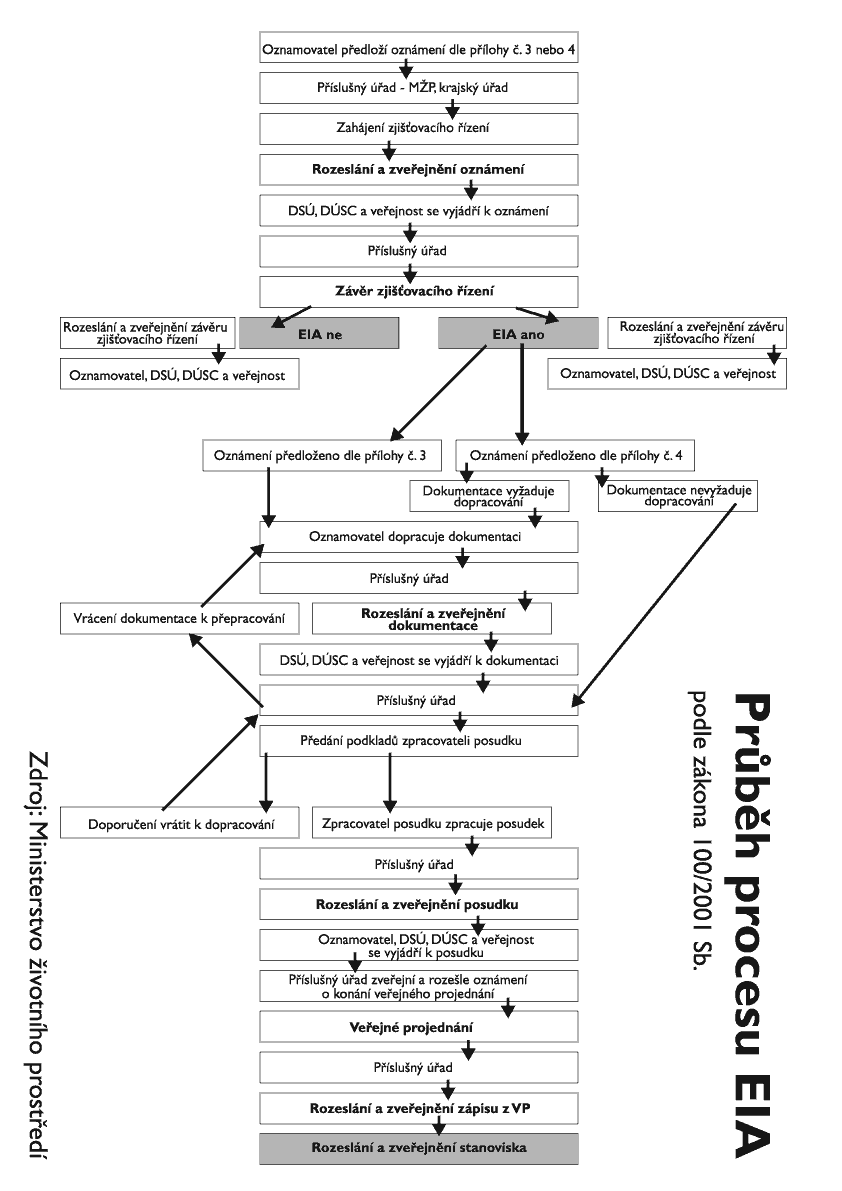 Oznamovatel předloží oznámení dle přílohy č. 3 nebo 4
Příslušný úřad - MŽP, krajský úřad
Zahájení zjišťovacího řízení
Rozeslání a zveřejnění oznámení
DSÚ, DÚSC a veřejnost se vyjádří k oznámení
Příslušný úřad
Závěr zjišťovacího řízení
Rozeslání a zveřejnění závěru
zjišťovacího řízení
EIA ne
EIA ano
Rozeslání a zveřejnění závěru
zjišťovacího řízení
Oznamovatel, DSÚ, DÚSC a veřejnost
Oznamovatel, DSÚ, DÚSC a veřejnost
Oznámení předloženo dle přílohy č. 3
Oznámení předloženo dle přílohy č. 4
Dokumentace vyžaduje
dopracování
Dokumentace nevyžaduje
dopracování
Oznamovatel dopracuje dokumentaci
Příslušný úřad
Vrácení dokumentace k přepracování
Rozeslání a zveřejnění
dokumentace
DSÚ, DÚSC a veřejnost se vyjádří k dokumentaci
Příslušný úřad
Předání podkladů zpracovateli posudku
Doporučení vrátit k dopracování
Zpracovatel posudku zpracuje posudek
Příslušný úřad
Rozeslání a zveřejnění posudku
Oznamovatel, DSÚ, DÚSC a veřejnost
se vyjádří k posudku
Příslušný úřad zveřejní a rozešle oznámení
o konání veřejného projednání
Veřejné projednání
Příslušný úřad
Rozeslání a zveřejnění zápisu z VP
Rozeslání a zveřejnění stanoviska
Průběh procesu EIA
podle zákona 100/2001 Sb.
Zdroj: Ministerstvo životního prostředí